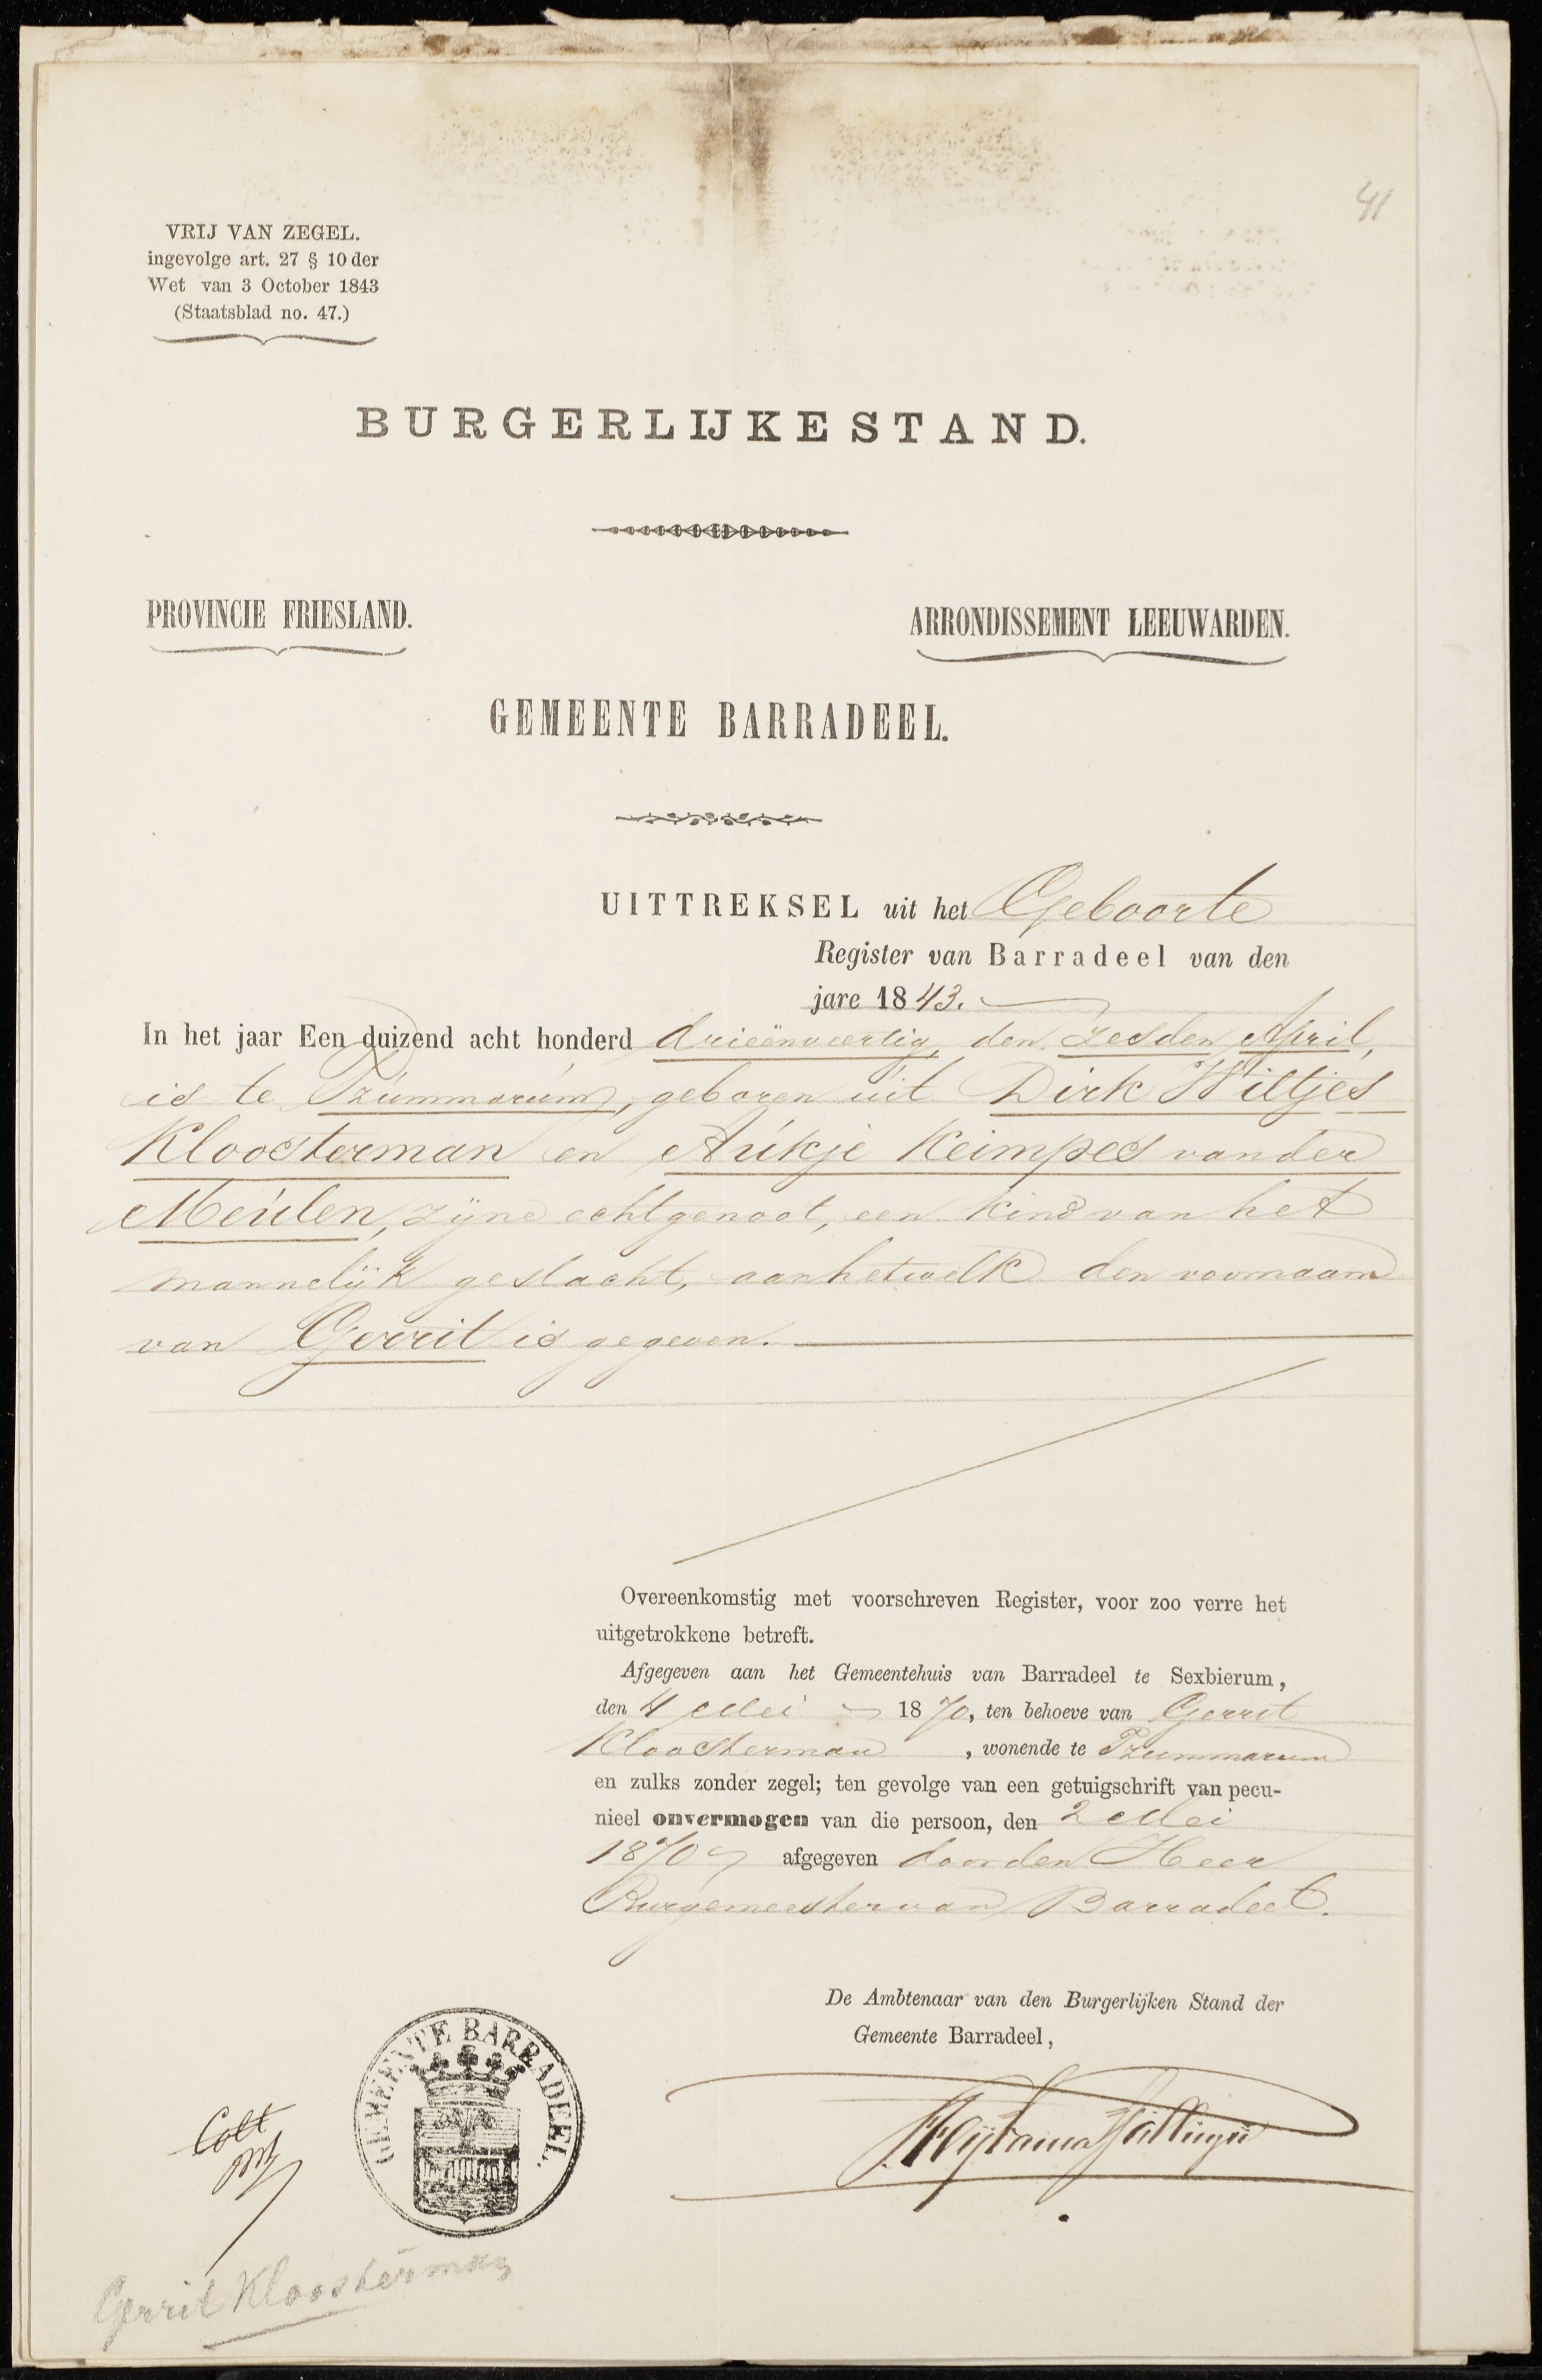 41
VRIJ VAN ZEGEL.
ingevolge art. 27 § 10 der
Wet van 3 October 1843
(Staatsblad no. 47.)
BURGERLIJKE STAND.
PROVINCIE FRIESLAND.
ARRONDISSEMENT LEEUWARDEN.
GEMEENTE BARRADEEL.
UITTREKSEL uit het Geboorte
Register van Barradeel van den
jare 1843.
In het jaar Een duizend acht honderd drieënveertig, den zesden April,
is te Tzummarum, geboren uit Dirk Wiltjes
Kloosterman en Aukje Keimpes van der
Meulen, zijne echtgenoot, een kind van het
mannelijk geslacht, aan hetwelk den voornaam
van Gerrit is gegeven.
Overeenkomstig met voorschreven Register, voor zoo verre het
uitgetrokkene betreft.
Afgegeven aan het Gemeentehuis van Barradeel te Sexbierum,
den 4 Mei 1870, ten behoeve van Gerrit
Kloosterman, wonende te Tzummarum
en zulks zonder zegel; ten gevolge van een getuigschrift van pecu-
nieel onvermogen van die persoon, den 2 Mei
1870 afgegeven door den Heer
Burgemeester van Barradeel.
De Ambtenaar van den Burgerlijken Stand der
Gemeente Barradeel,
GEMEENTE BARRADEEL.
Coll
Gerrit Kloosterman